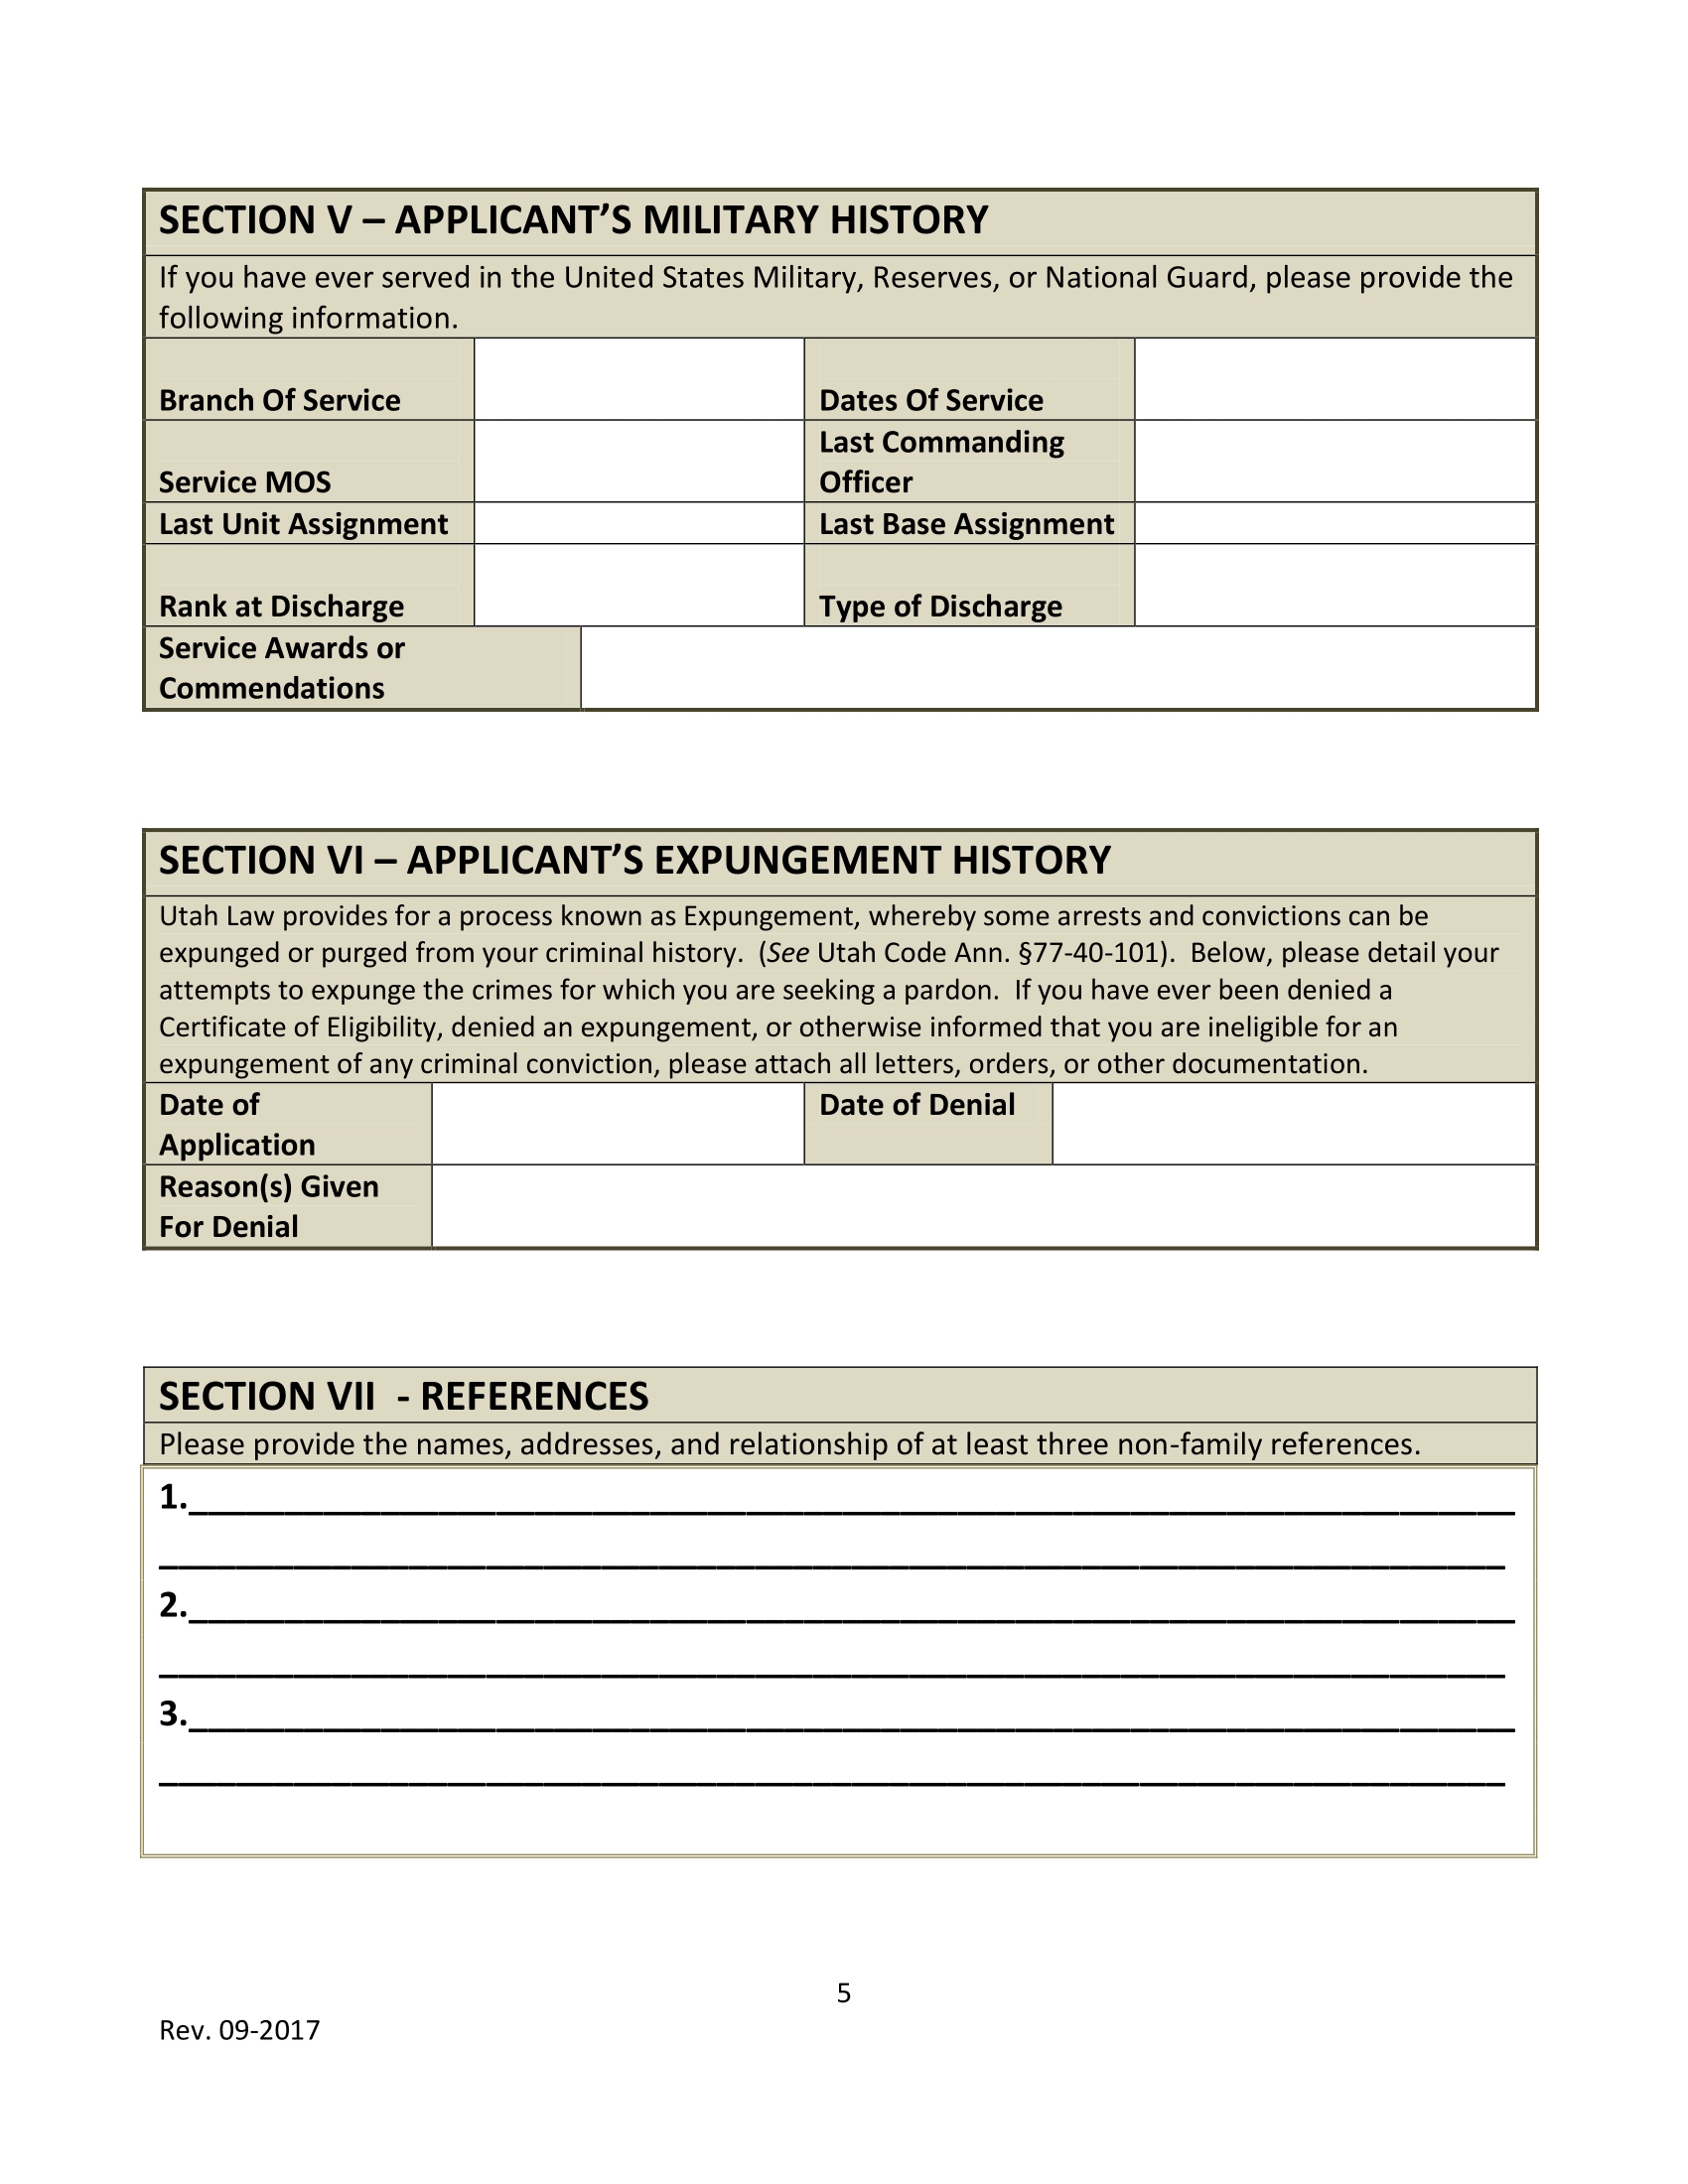 SECTION V – APPLICANT’S MILITARY HISTORY
If you have ever served in the United States Military, Reserves, or National Guard, please provide the
following information.
Branch Of Service
Dates Of Service
Service MOS
Last Commanding
Officer
Last Unit Assignment
Last Base Assignment
Rank at Discharge
Type of Discharge
Service Awards or
Commendations
SECTION VI – APPLICANT’S EXPUNGEMENT HISTORY
Utah Law provides for a process known as Expungement, whereby some arrests and convictions can be
expunged or purged from your criminal history.  (See Utah Code Ann. §77-40-101).  Below, please detail your
attempts to expunge the crimes for which you are seeking a pardon.  If you have ever been denied a
Certificate of Eligibility, denied an expungement, or otherwise informed that you are ineligible for an
expungement of any criminal conviction, please attach all letters, orders, or other documentation.
Date of
Application
Date of Denial
Reason(s) Given
For Denial
SECTION VII  - REFERENCES
Please provide the names, addresses, and relationship of at least three non-family references.
1.
2.
3.
5
Rev. 09-2017